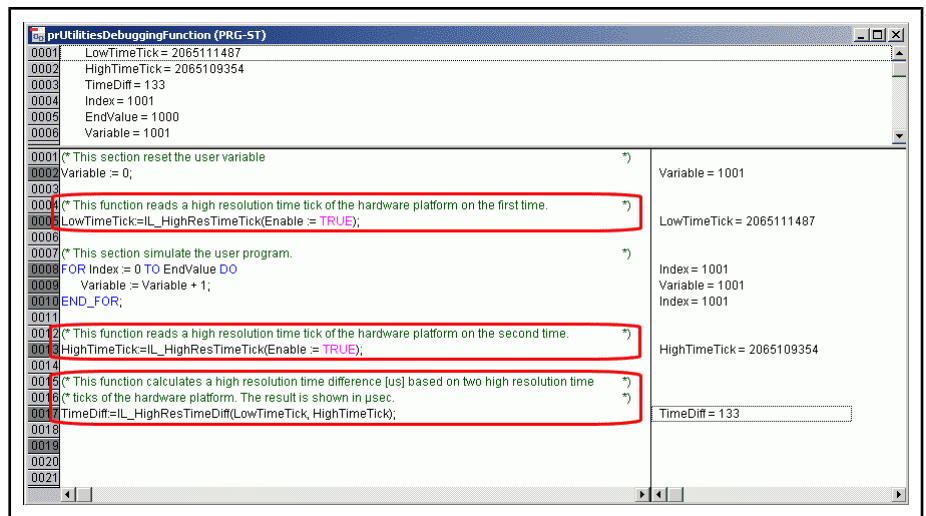 prUtilitiesDebuggingFunction (PRG-ST)
0001 LowTimeTick = 2065111487
0002 HighTimeTick = 2065109354
0003 TimeDiff = 133
0004 Index = 1001
0005 EndValue = 1000
0006 Variable = 1001
0001 (* This section reset the user variable *)
0002 Variable := 0; Variable = 1001
0003
0004 (* This function reads a high resolution time tick of the hardware platform on the first time. *)
0005 LowTimeTick:=IL_HighResTimeTick(Enable := TRUE); LowTimeTick = 2065111487
0006
0007 (* This section simulate the user program. *)
0008 FOR Index := 0 TO EndValue DO Index = 1001
0009 Variable := Variable + 1; Variable = 1001
0010 END_FOR; Index = 1001
0011
0012 (* This function reads a high resolution time tick of the hardware platform on the second time. *)
0013 HighTimeTick:=IL_HighResTimeTick(Enable := TRUE); HighTimeTick = 2065109354
0014
0015 (* This function calculates a high resolution time difference [us] based on two high resolution time *)
0016 (* ticks of the hardware platform. The result is shown in µsec. *)
0017 TimeDiff:=IL_HighResTimeDiff(LowTimeTick, HighTimeTick); TimeDiff = 133
0018
0019
0020
0021